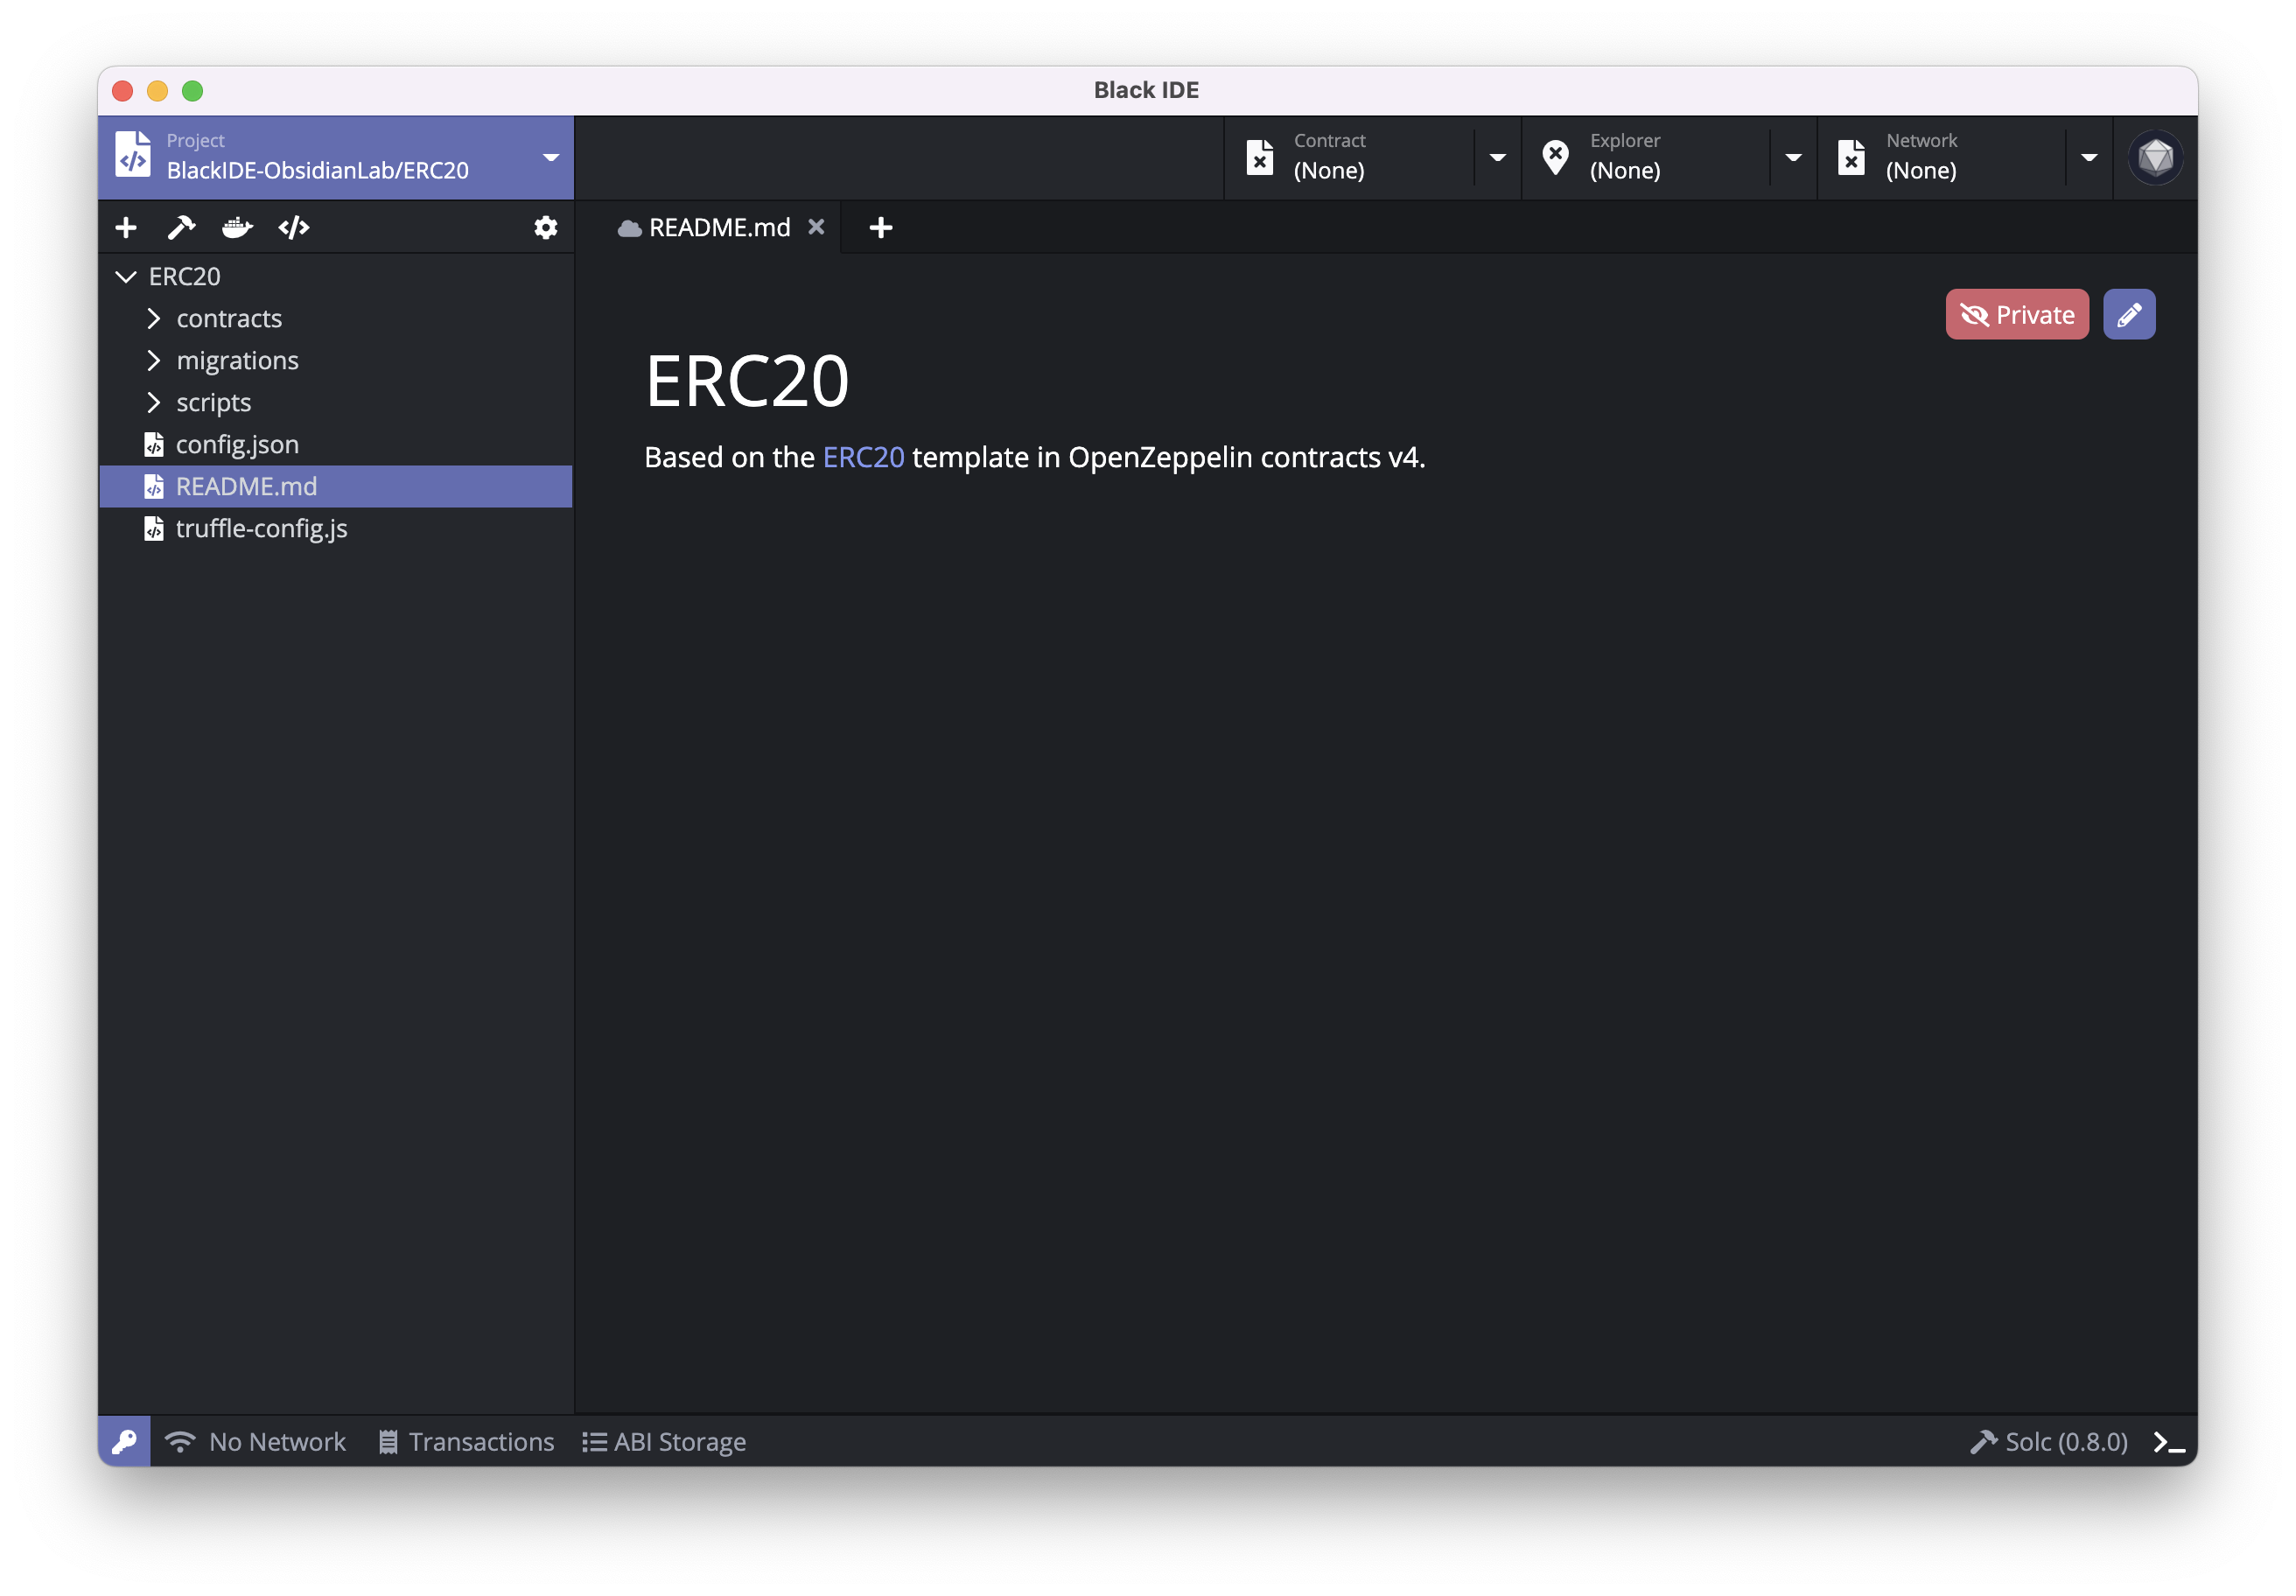 Black IDE
Project
BlackIDE-ObsidianLab/ERC20
Contract
(None)
Explorer
(None)
Network
(None)
README.md
ERC20
contracts
migrations
scripts
config.json
README.md
truffle-config.js
Private
ERC20
Based on the ERC20 template in OpenZeppelin contracts v4.
No Network
Transactions
ABI Storage
Solc (0.8.0)